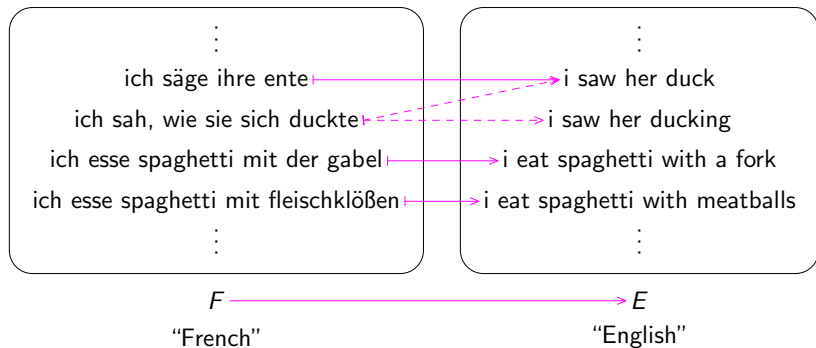 ⋮
ich säge ihre ente
ich sah, wie sie sich duckte
ich esse spaghetti mit der gabel
ich esse spaghetti mit fleischklößen
⋮
⋮
i saw her duck
i saw her ducking
i eat spaghetti with a fork
i eat spaghetti with meatballs
⋮
F
E
“French”
“English”